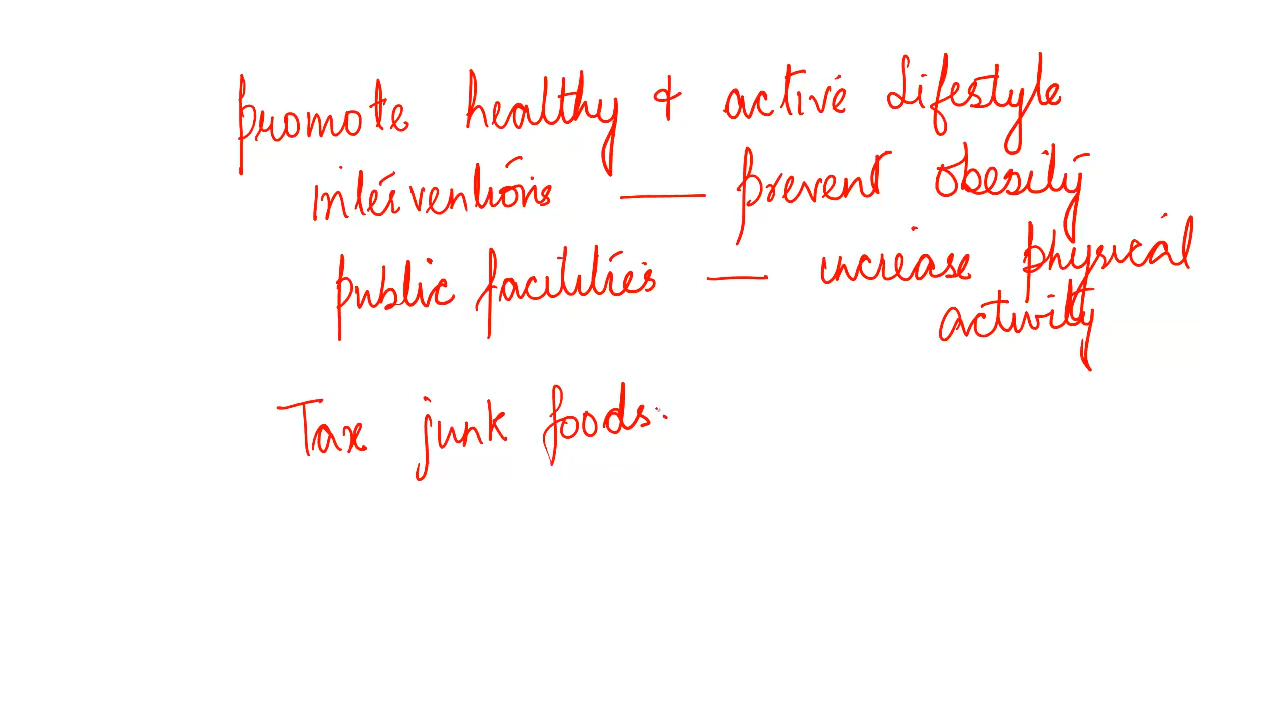 promote healthy & active Lifestyle
interventions — prevent obesity
public facilities — increase physical
activity
Tax junk foods.